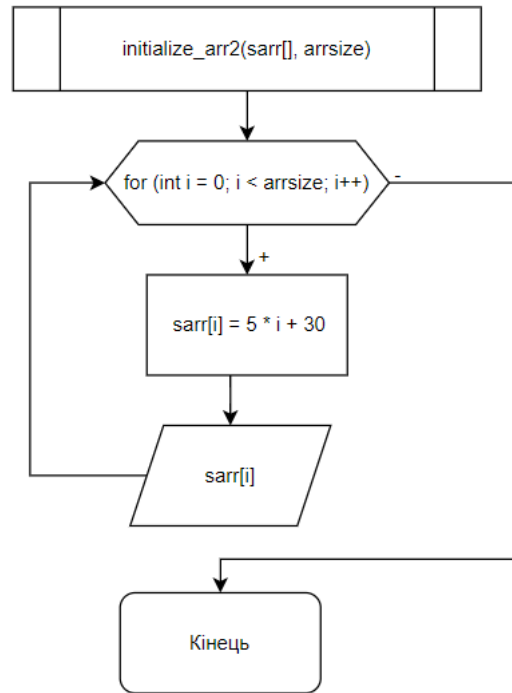 initialize_arr2(sarr[], arrsize)
for (int i = 0; i < arrsize; i++)
-
+
sarr[i] = 5 * i + 30
sarr[i]
Кінець